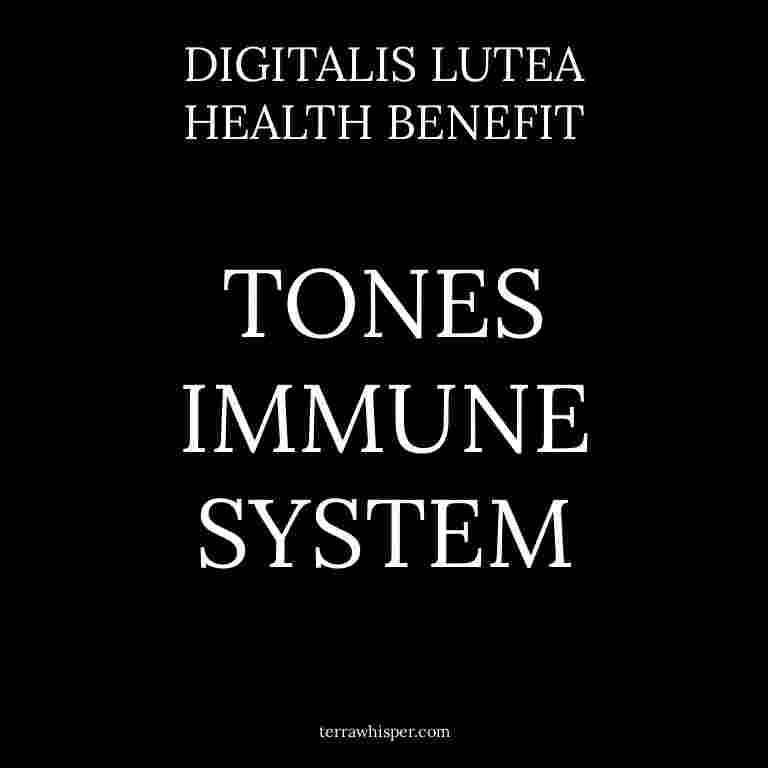 DIGITALIS LUTEA
HEALTH BENEFIT
TONES
IMMUNE
SYSTEM
terrawhisper.com